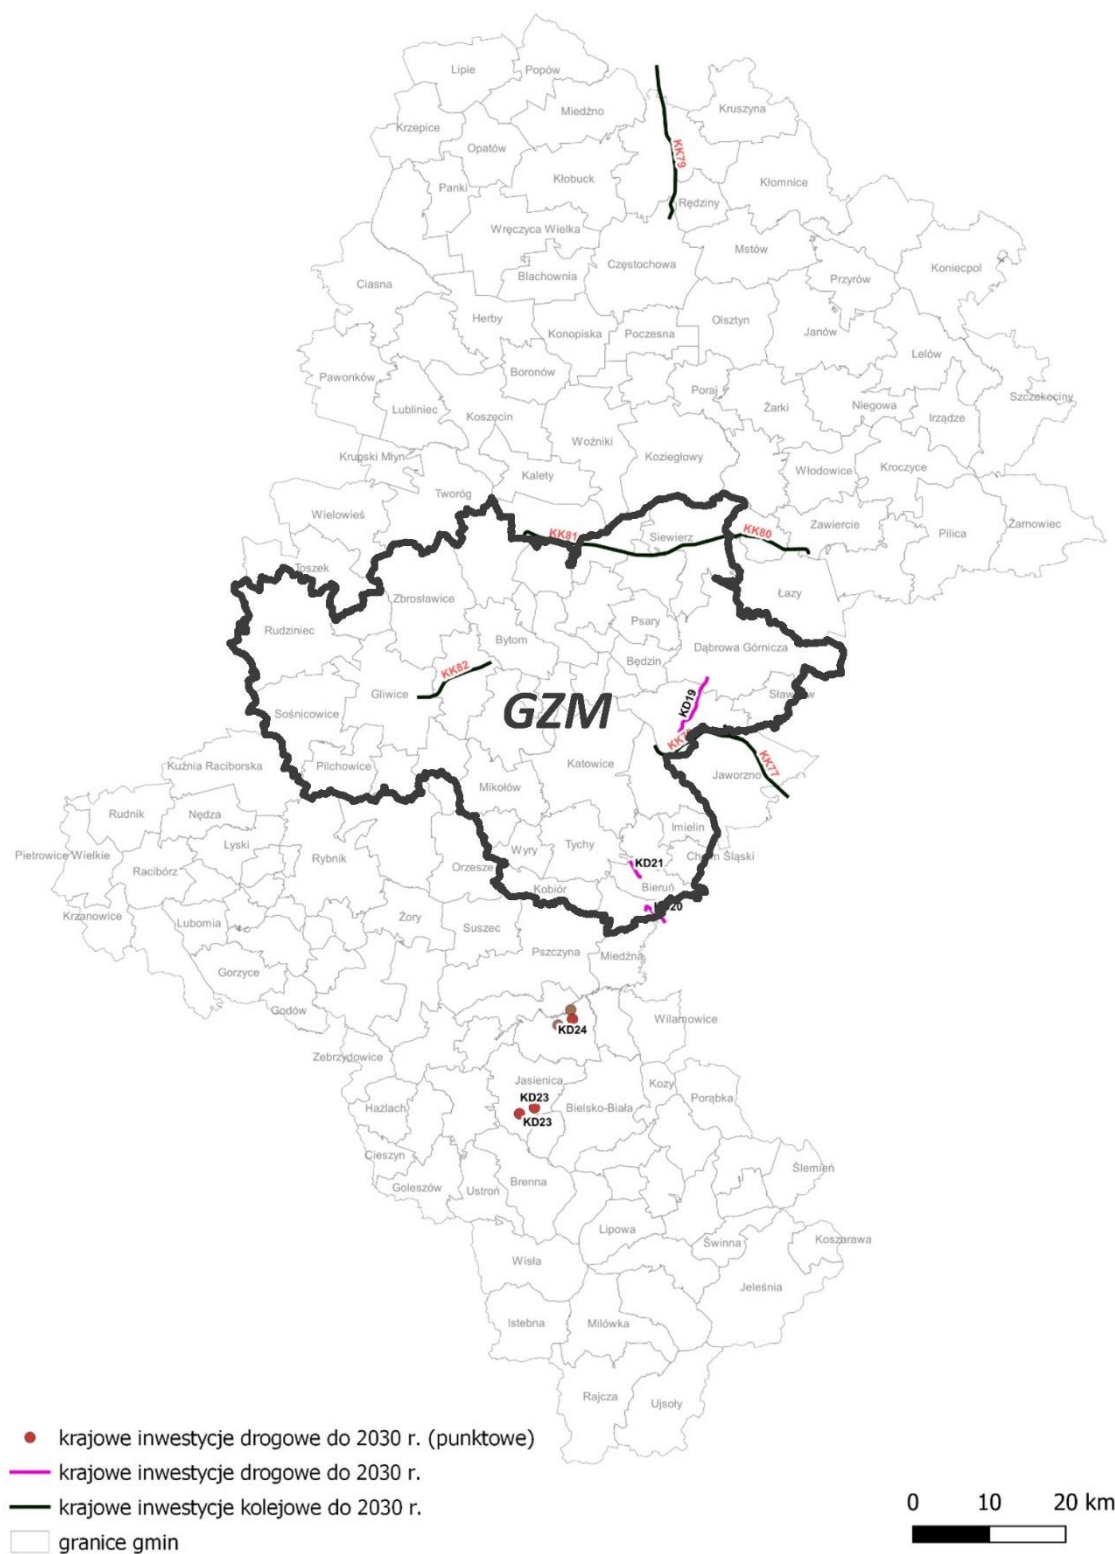 Lipie
Popów
Miedźno
Kruszyna
Krzepice
Opatów
KK79
Kłobuck
Kłomnice
Panki
Rędziny
Wręczyca Wielka
Mstów
Częstochowa
Koniecpol
Blachownia
Przyrów
Ciasna
Herby
Olsztyn
Konopiska
Poczesna
Janów
Lelów
Boronów
Pawonków
Poraj
Szczekociny
Lubliniec
Żarki
Niegowa
Koszęcin
Irządze
Woźniki
Krupski Młyn
Koziegłowy
Kroczyce
Włodowice
Kalety
Tworóg
Wielowieś
Zawiercie
Żarnowiec
KK81
KK80
Pilica
Siewierz
Toszek
Łazy
Zbrosławice
Psary
Rudziniec
Bytom
Dąbrowa Górnicza
Będzin
KK82
Gliwice
KD19
GZM
Sośnicowice
Katowice
KK77
Kuźnia Raciborska
Pilchowice
Jaworzno
Mikołów
Rudnik
Nędza
Imielin
Lyski
Tychy
Wyry
Pietrowice Wielkie
Rybnik
Chełm Śląski
KD21
Racibórz
Orzesze
Bieruń
Kobiór
Krzanowice
Żory
Lubomia
Suszec
Pszczyna
Miedźna
Gorzyce
Godów
Wilamowice
KD24
Zebrzydowice
Jasienica
Kozy
KD23
Porąbka
Hażlach
Bielsko-Biała
KD23
Cieszyn
Ślemień
Brenna
Goleszów
Ustroń
Lipowa
Koszarawa
Świnna
Wisła
Jeleśnia
Istebna
Milówka
Rajcza
Ujsoły
krajowe inwestycje drogowe do 2030 r. (punktowe)
krajowe inwestycje drogowe do 2030 r.
krajowe inwestycje kolejowe do 2030 r.
granice gmin
0 10 20 km